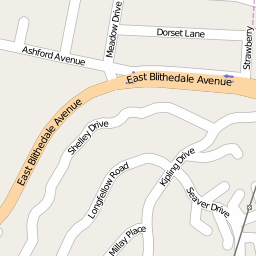 Meadow Drive
Dorset Lane
Strawberry
Ashford Avenue
East Blithedale Avenue
East Blithedale Avenue
Shelley Drive
Kipling Drive
Longfellow Road
Seaver Drive
Millay Place